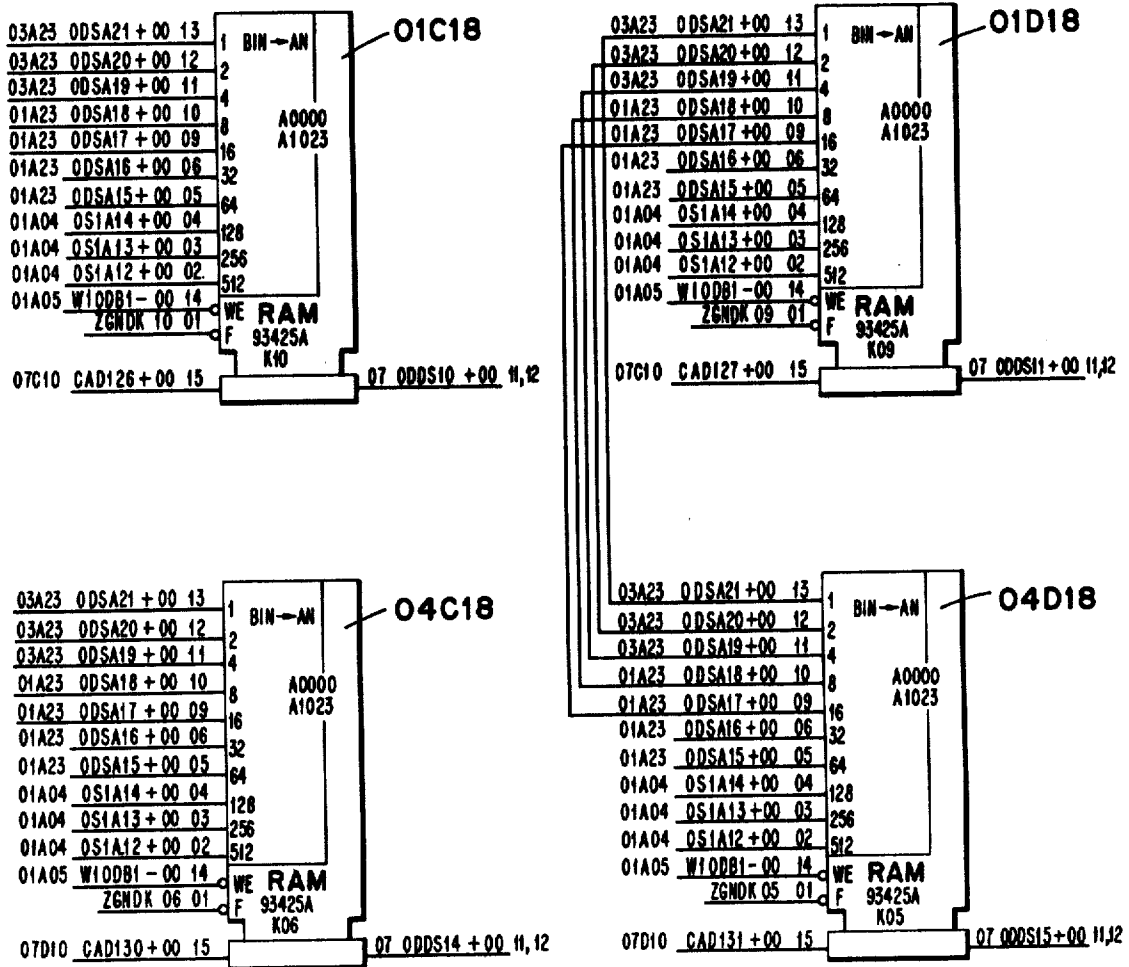 01C18
03A23 0DSA21+00 13 1 BIN→AN
03A23 0DSA20+00 12 2
03A23 0DSA19+00 11 4
01A23 0DSA18+00 10 8 A0000
01A23 0DSA17+00 09 16 A1023
01A23 0DSA16+00 06 32
01A23 0DSA15+00 05 64
01A04 0S1A14+00 04 128
01A04 0S1A13+00 03 256
01A04 0S1A12+00 02 512
01A05 W10DB1-00 14 WE RAM
ZGNDK 10 01 F 93425A
K10
07C10 CAD126+00 15 07 0DDS10+00 11,12
01D18
03A23 0DSA21+00 13 1 BIN→AN
03A23 0DSA20+00 12 2
03A23 0DSA19+00 11 4
01A23 0DSA18+00 10 8 A0000
01A23 0DSA17+00 09 16 A1023
01A23 0DSA16+00 06 32
01A23 0DSA15+00 05 64
01A04 0S1A14+00 04 128
01A04 0S1A13+00 03 256
01A04 0S1A12+00 02 512
01A05 W10DB1-00 14 WE RAM
ZGNDK 09 01 F 93425A
K09
07C10 CAD127+00 15 07 0DDS11+00 11,12
04C18
03A23 0DSA21+00 13 1 BIN→AN
03A23 0DSA20+00 12 2
03A23 0DSA19+00 11 4
01A23 0DSA18+00 10 8 A0000
01A23 0DSA17+00 09 16 A1023
01A23 0DSA16+00 06 32
01A23 0DSA15+00 05 64
01A04 0S1A14+00 04 128
01A04 0S1A13+00 03 256
01A04 0S1A12+00 02 512
01A05 W10DB1-00 14 WE RAM
ZGNDK 06 01 F 93425A
K06
07D10 CAD130+00 15 07 0DDS14+00 11,12
04D18
03A23 0DSA21+00 13 1 BIN→AN
03A23 0DSA20+00 12 2
03A23 0DSA19+00 11 4
01A23 0DSA18+00 10 8 A0000
01A23 0DSA17+00 09 16 A1023
01A23 0DSA16+00 06 32
01A23 0DSA15+00 05 64
01A04 0S1A14+00 04 128
01A04 0S1A13+00 03 256
01A04 0S1A12+00 02 512
01A05 W10DB1-00 14 WE RAM
ZGNDK 05 01 F 93425A
K05
07D10 CAD131+00 15 07 0DDS15+00 11,12